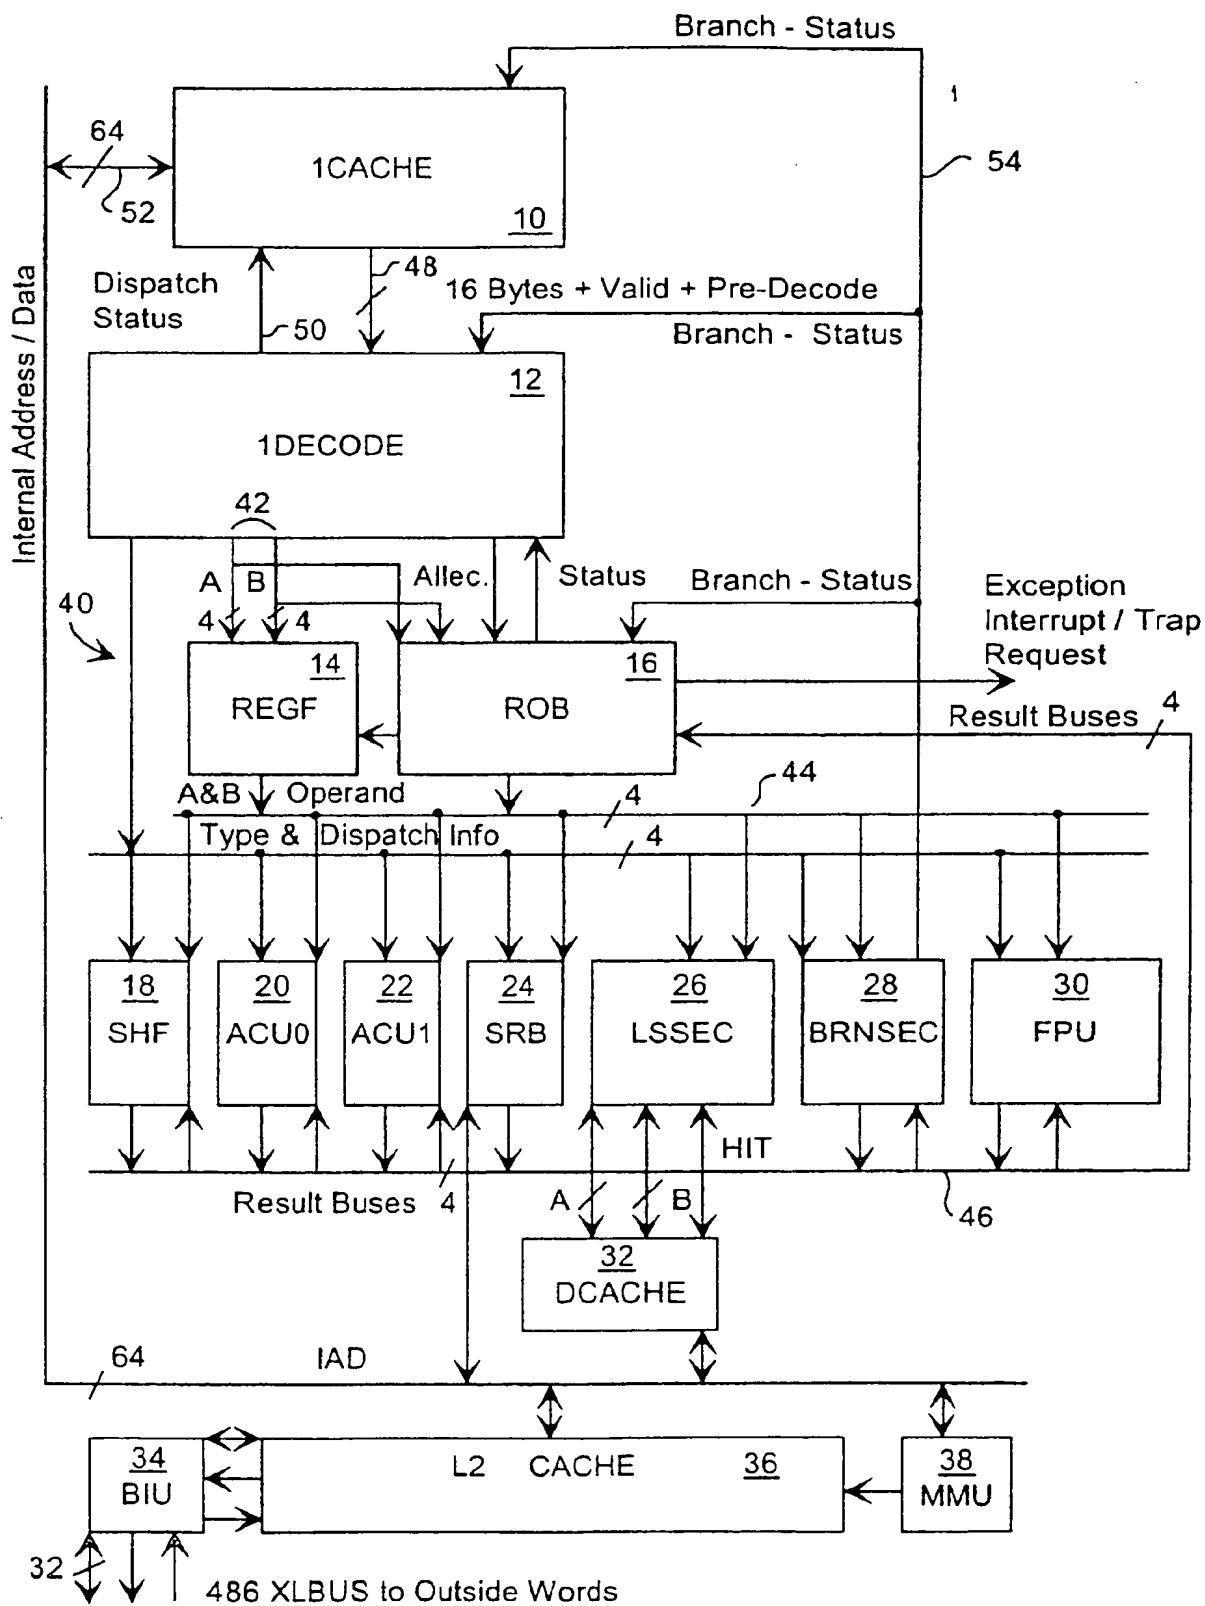 Branch - Status
1
64
1CACHE
54
52
10
Internal Address / Data
Dispatch
Status
48
16 Bytes + Valid + Pre-Decode
50
Branch - Status
12
1DECODE
42
A B Allec. Status Branch - Status
40
4 4
Exception
Interrupt / Trap
Request
14
REGF
16
ROB
Result Buses 4
A&B Operand
4
44
Type & Dispatch Info
4
18
SHF
20
ACU0
22
ACU1
24
SRB
26
LSSEC
28
BRNSEC
30
FPU
HIT
Result Buses 4
A
B
46
32
DCACHE
64
IAD
34
BIU
L2 CACHE
36
38
MMU
32
486 XLBUS to Outside Words